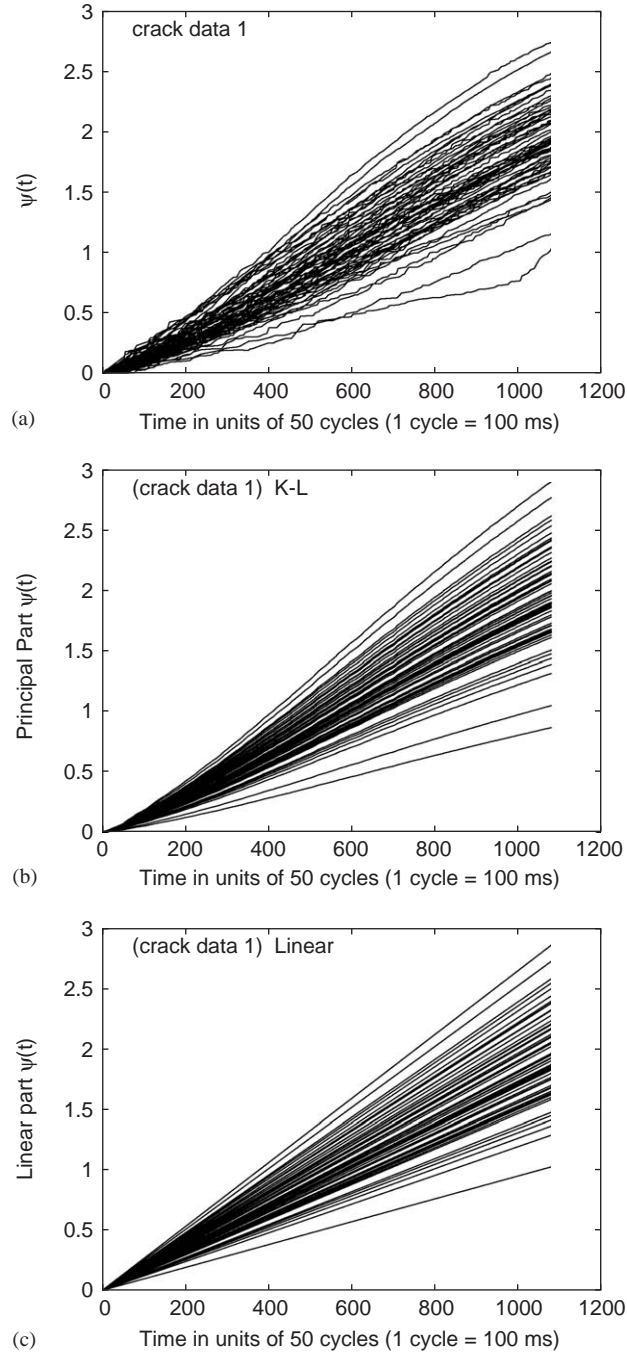 crack data 1
3
2.5
2
1.5
1
0.5
0
ψ(t)
0 200 400 600 800 1000 1200
(a) Time in units of 50 cycles (1 cycle = 100 ms)
(crack data 1) K-L
3
2.5
2
1.5
1
0.5
0
Principal Part ψ(t)
0 200 400 600 800 1000 1200
(b) Time in units of 50 cycles (1 cycle = 100 ms)
(crack data 1) Linear
3
2.5
2
1.5
1
0.5
0
Linear part ψ(t)
0 200 400 600 800 1000 1200
(c) Time in units of 50 cycles (1 cycle = 100 ms)